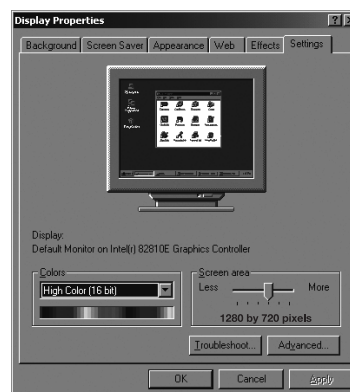 Display Properties
Background Screen Saver Appearance Web Effects Settings
Display:
Default Monitor on Intel(r) 82810E Graphics Controller
Colors
High Color (16 bit)
Screen area
Less More
1280 by 720 pixels
Troubleshoot... Advanced...
OK Cancel Apply